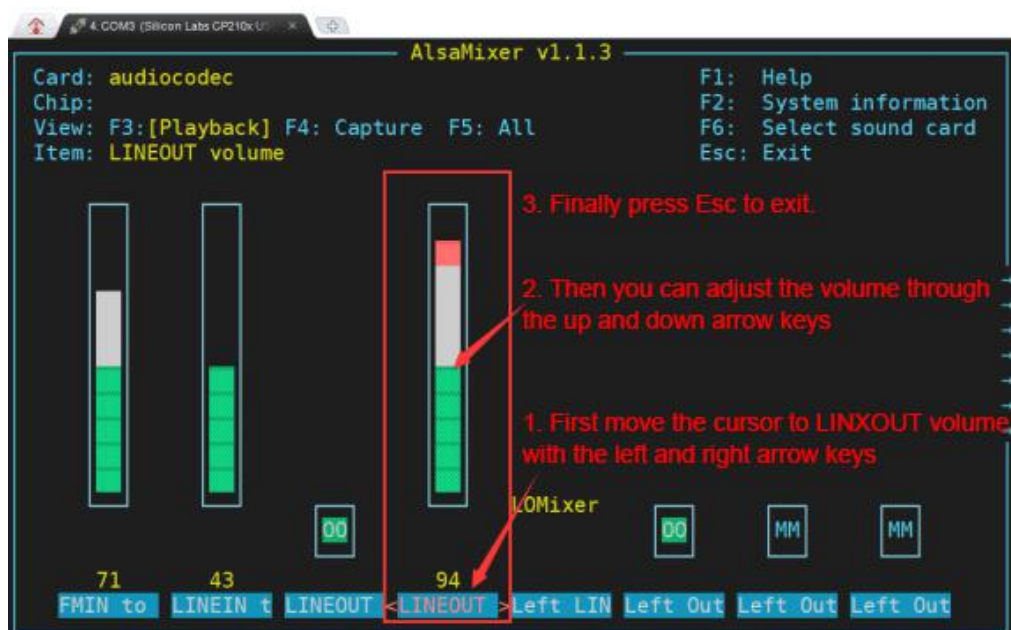 4. COM3 (Silicon Labs CP210x U
AlsaMixer v1.1.3
Card: audiocodec
Chip:
View: F3:[Playback] F4: Capture F5: All
Item: LINEOUT volume
F1: Help
F2: System information
F6: Select sound card
Esc: Exit
3. Finally press Esc to exit.
2. Then you can adjust the volume through
the up and down arrow keys
1. First move the cursor to LINXOUT volume
with the left and right arrow keys
LOMixer
OO OO MM MM
71 43 94
FMIN to LINEIN t LINEOUT <LINEOUT >Left LIN Left Out Left Out Left Out